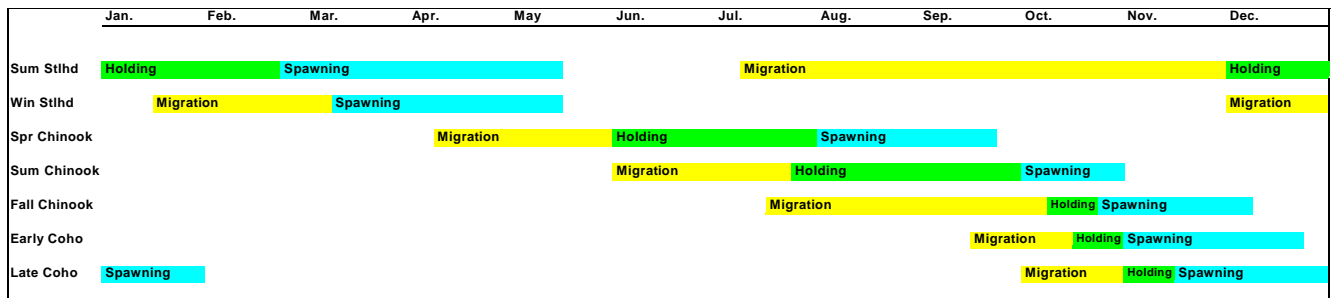 Jan. Feb. Mar. Apr. May Jun. Jul. Aug. Sep. Oct. Nov. Dec.
Sum Stlhd Holding Spawning Migration Holding
Win Stlhd Migration Spawning Migration
Spr Chinook Migration Holding Spawning
Sum Chinook Migration Holding Spawning
Fall Chinook Migration Holding Spawning
Early Coho Migration Holding Spawning
Late Coho Spawning Migration Holding Spawning